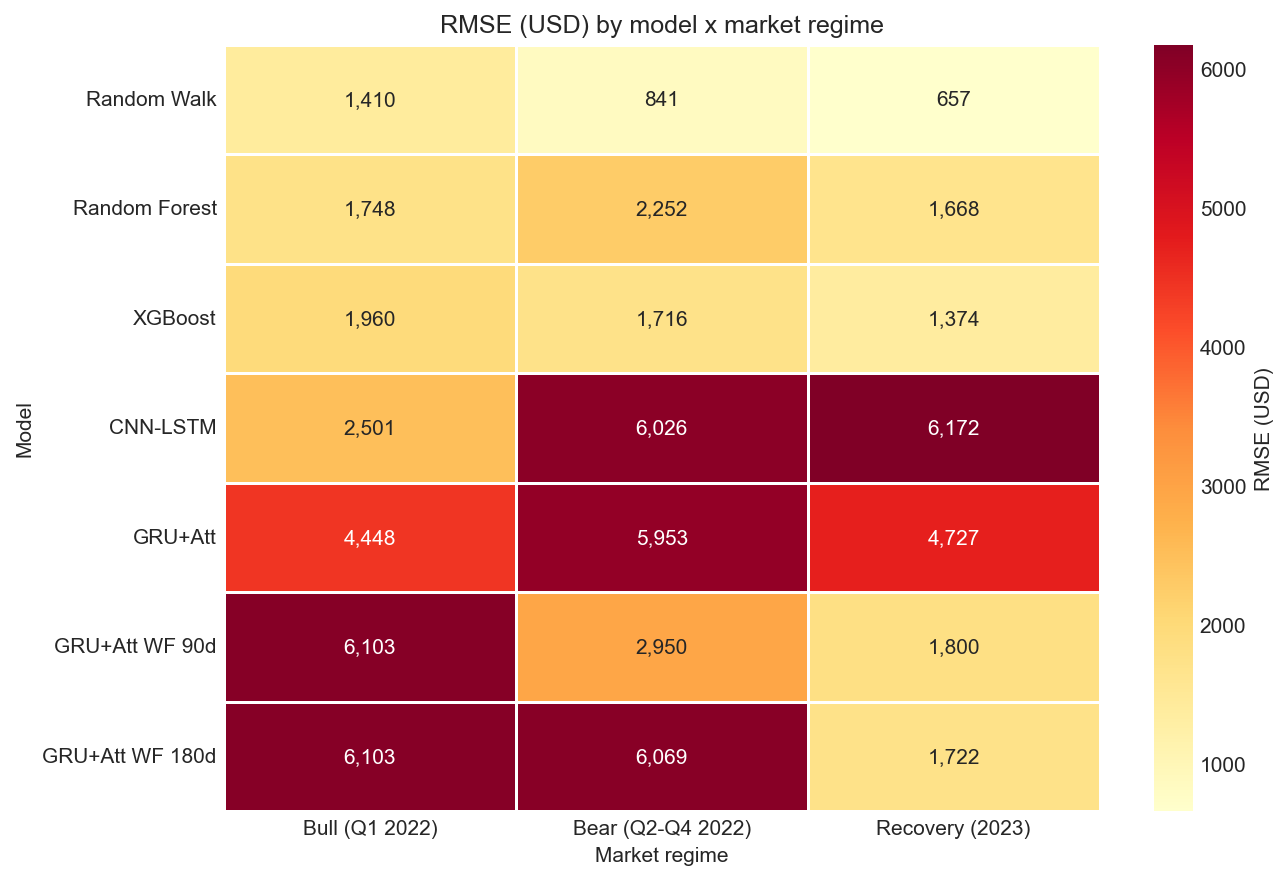 RMSE (USD) by model x market regime
Random Walk 1,410 841 657
Random Forest 1,748 2,252 1,668
XGBoost 1,960 1,716 1,374
CNN-LSTM 2,501 6,026 6,172
GRU+Att 4,448 5,953 4,727
GRU+Att WF 90d 6,103 2,950 1,800
GRU+Att WF 180d 6,103 6,069 1,722
Bull (Q1 2022) Bear (Q2-Q4 2022) Recovery (2023)
Market regime
Model
6000
5000
4000
3000
2000
1000
RMSE (USD)